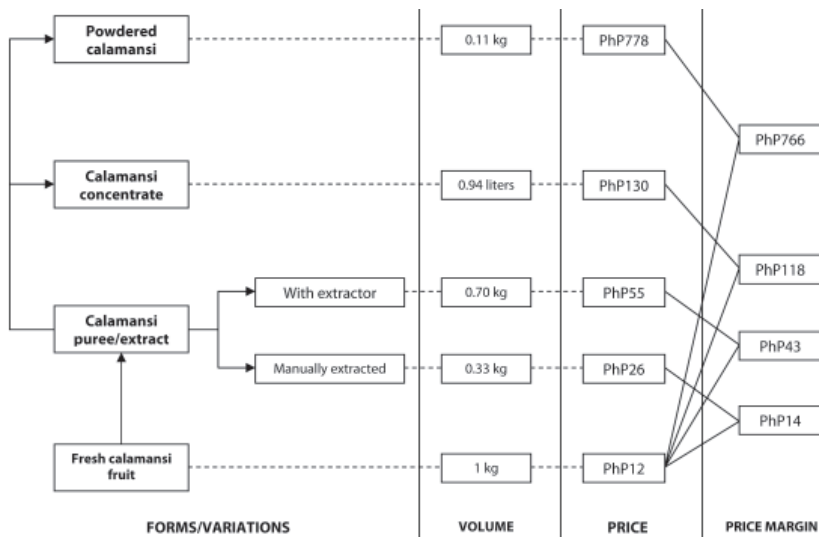 Powdered
calamansi
0.11 kg
PhP778
PhP766
Calamansi
concentrate
0.94 liters
PhP130
PhP118
With extractor
0.70 kg
PhP55
Calamansi
puree/extract
PhP43
Manually extracted
0.33 kg
PhP26
PhP14
Fresh calamansi
fruit
1 kg
PhP12
FORMS/VARIATIONS
VOLUME
PRICE
PRICE MARGIN